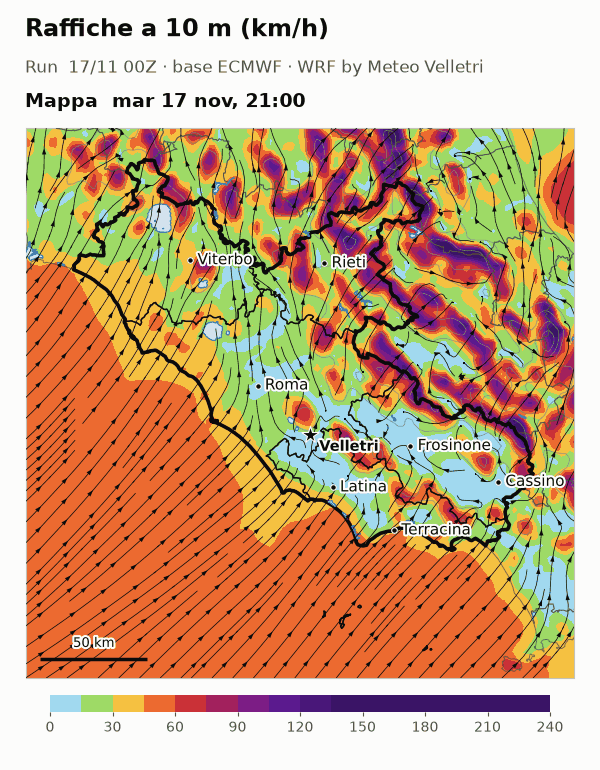 Raffiche a 10 m (km/h)
Run  17/11 00Z · base ECMWF · WRF by Meteo Velletri
Mappa  mar 17 nov, 21:00
Viterbo
Rieti
Roma
Velletri
Frosinone
Cassino
Latina
Terracina
50 km
0 30 60 90 120 150 180 210 240